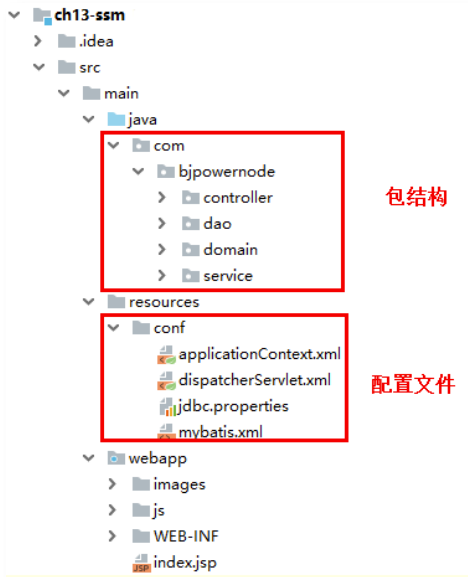 ch13-ssm
.idea
src
main
java
com
bjpowernode
controller
dao
domain
service
包结构
resources
conf
applicationContext.xml
dispatcherServlet.xml
jdbc.properties
mybatis.xml
配置文件
webapp
images
js
WEB-INF
JSP index.jsp